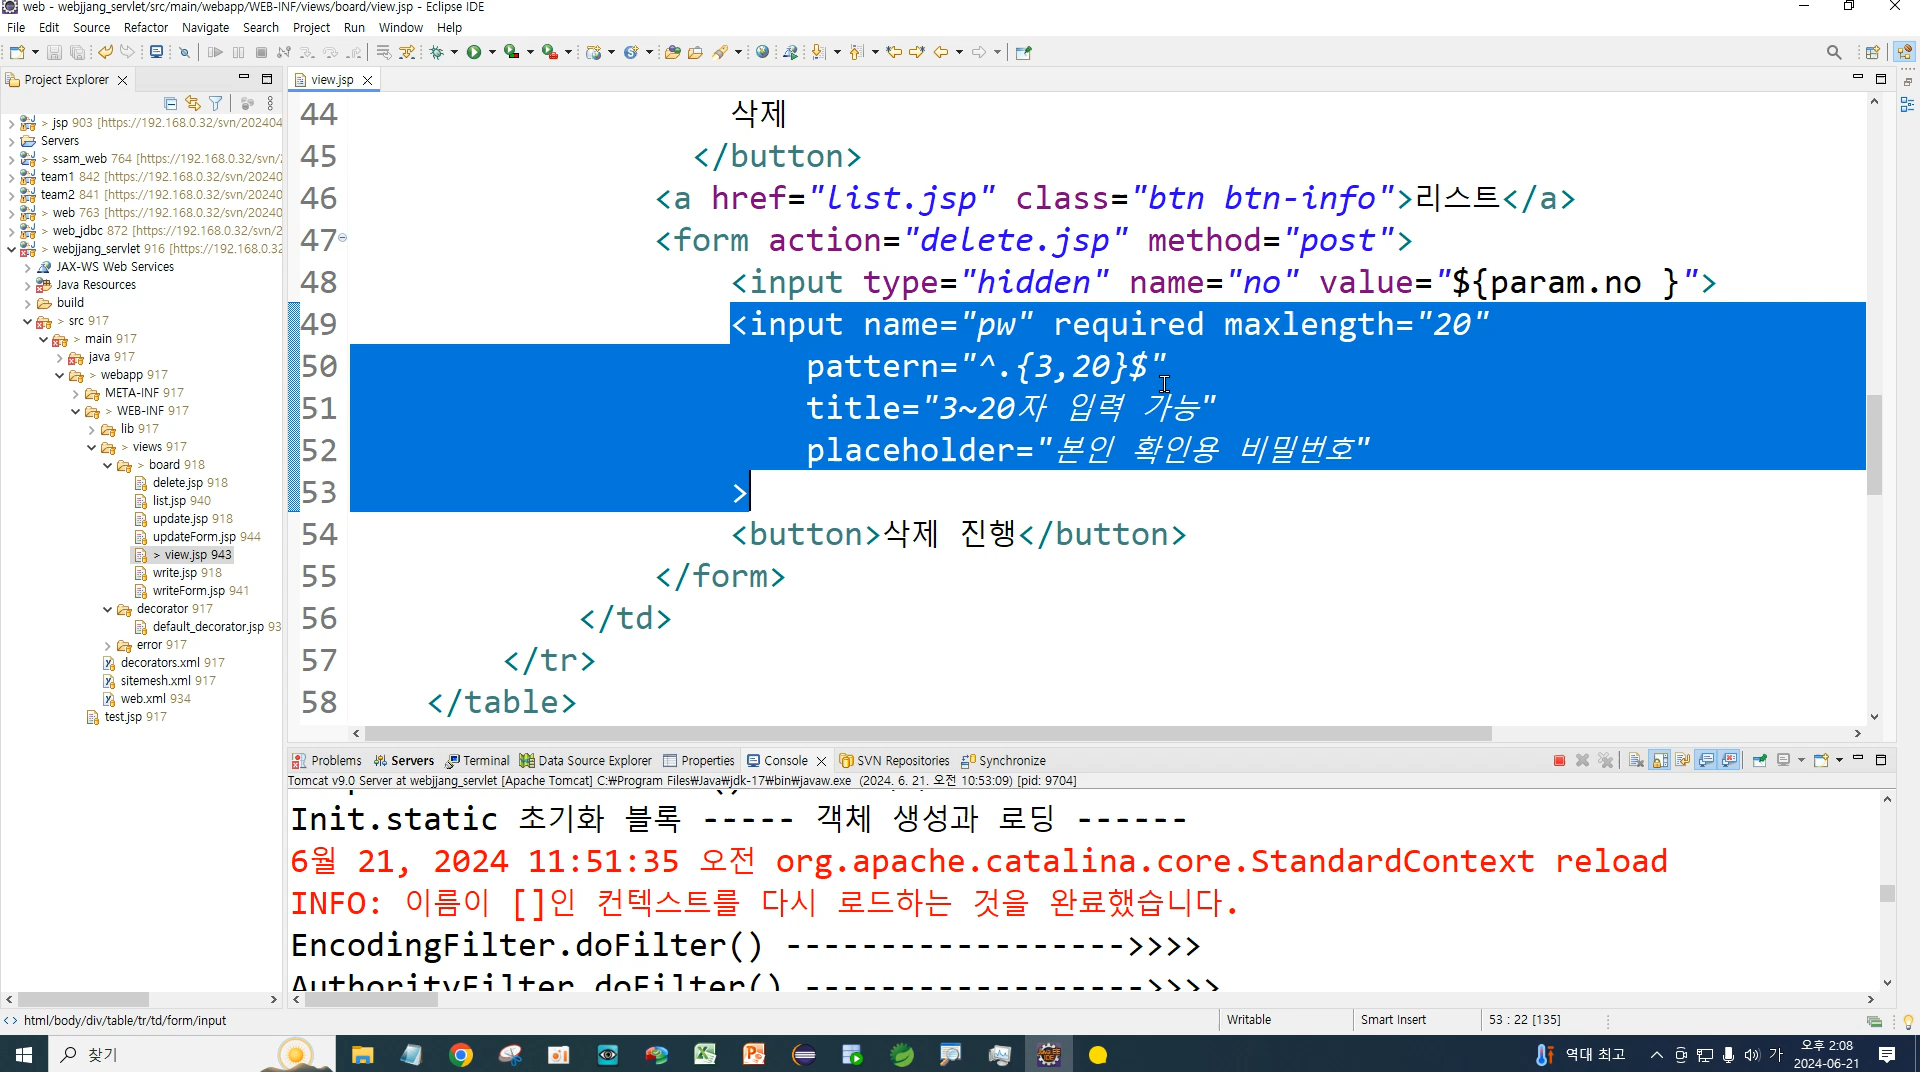 web - webjjang_servlet/src/main/webapp/WEB-INF/views/board/view.jsp - Eclipse IDE
File Edit Source Refactor Navigate Search Project Run Window Help
Project Explorer
view.jsp
> jsp 903 [https://192.168.0.32/svn/202404
Servers
> ssam_web 764 [https://192.168.0.32/svn/
team1 842 [https://192.168.0.32/svn/20240
team2 841 [https://192.168.0.32/svn/20240
> web 763 [https://192.168.0.32/svn/20240
> web_jdbc 872 [https://192.168.0.32/svn/2
> webjjang_servlet 916 [https://192.168.0.32
JAX-WS Web Services
Java Resources
build
> src 917
> main 917
> java 917
> webapp 917
META-INF 917
> WEB-INF 917
lib 917
> views 917
> board 918
delete.jsp 918
list.jsp 940
update.jsp 918
updateForm.jsp 944
> view.jsp 943
write.jsp 918
writeForm.jsp 941
decorator 917
default_decorator.jsp 93
error 917
decorators.xml 917
sitemesh.xml 917
web.xml 934
test.jsp 917
44 삭제
45 </button>
46 <a href="list.jsp" class="btn btn-info">리스트</a>
47 <form action="delete.jsp" method="post">
48 <input type="hidden" name="no" value="${param.no }">
49 <input name="pw" required maxlength="20"
50 pattern="^.{3,20}$"
51 title="3~20자 입력 가능"
52 placeholder="본인 확인용 비밀번호"
53 >
54 <button>삭제 진행</button>
55 </form>
56 </td>
57 </tr>
58 </table>
Problems Servers Terminal Data Source Explorer Properties Console SVN Repositories Synchronize
Tomcat v9.0 Server at webjjang_servlet [Apache Tomcat] C:₩Program Files₩Java₩jdk-17₩bin₩javaw.exe (2024. 6. 21. 오전 10:53:09) [pid: 9704]
Init.static 초기화 블록 ----- 객체 생성과 로딩 ------
6월 21, 2024 11:51:35 오전 org.apache.catalina.core.StandardContext reload
INFO: 이름이 []인 컨텍스트를 다시 로드하는 것을 완료했습니다.
EncodingFilter.doFilter() ------------------>>>>
AuthorityFilter.doFilter() ------------------>>>>
html/body/div/table/tr/td/form/input
Writable
Smart Insert
53 : 22 [135]
찾기
역대 최고
가
오후 2:08
2024-06-21